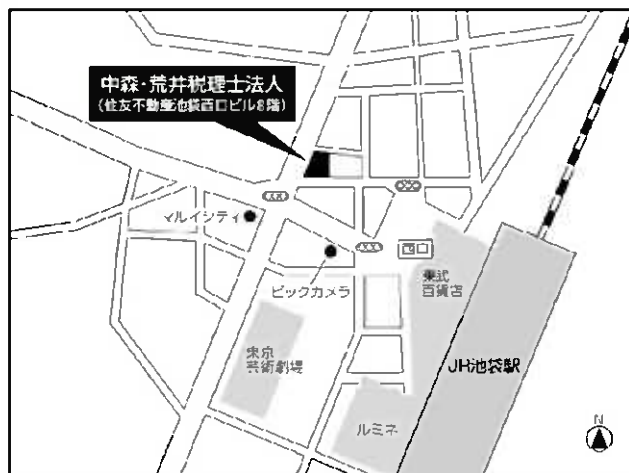 中森・荒井税理士法人
(住友不動産池袋西口ビル8階)
マルイシティ
ビックカメラ
西口
東武
百貨店
東京
芸術劇場
JR池袋駅
ルミネ
N